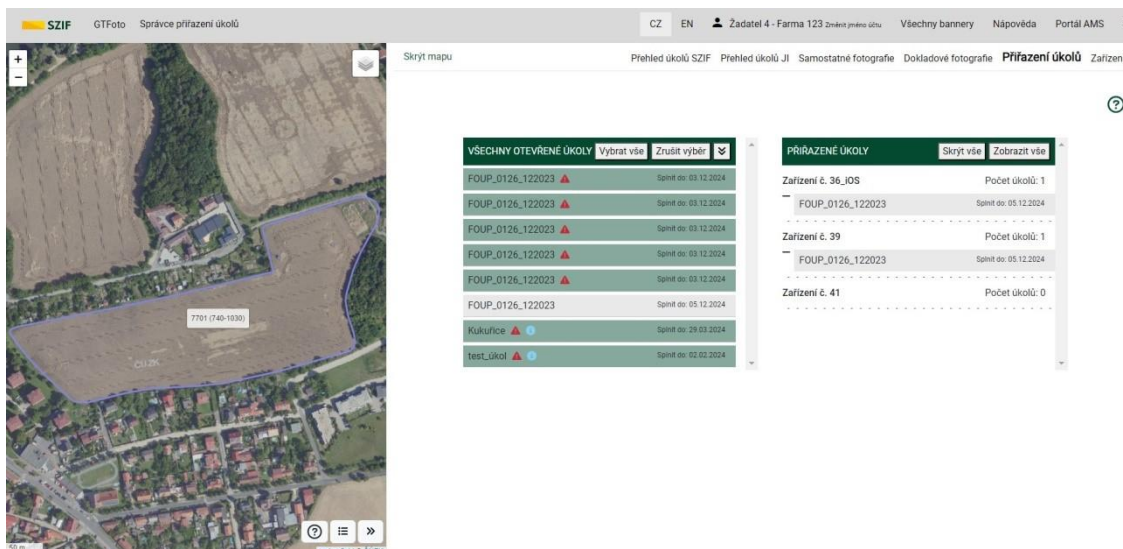 SZIF GTFoto Správce přiřazení úkolů CZ EN Žadatel 4 - Farma 123 Změnit jméno účtu Všechny bannery Nápověda Portál AMS
+
−
Skrýt mapu Přehled úkolů SZIF Přehled úkolů JI Samostatné fotografie Dokladové fotografie Přiřazení úkolů Zařízen
?
VŠECHNY OTEVŘENÉ ÚKOLY Vybrat vše Zrušit výběr
FOUP_0126_122023 Splnit do: 03.12.2024
FOUP_0126_122023 Splnit do: 03.12.2024
FOUP_0126_122023 Splnit do: 03.12.2024
FOUP_0126_122023 Splnit do: 03.12.2024
FOUP_0126_122023 Splnit do: 03.12.2024
FOUP_0126_122023 Splnit do: 05.12.2024
Kukuřice Splnit do: 29.03.2024
test_úkol Splnit do: 02.02.2024
PŘIŘAZENÉ ÚKOLY Skrýt vše Zobrazit vše
Zařízení č. 36_iOS Počet úkolů: 1
FOUP_0126_122023 Splnit do: 05.12.2024
Zařízení č. 39 Počet úkolů: 1
FOUP_0126_122023 Splnit do: 05.12.2024
Zařízení č. 41 Počet úkolů: 0
7701 (740-1030)
ČÚZK
?
50 m